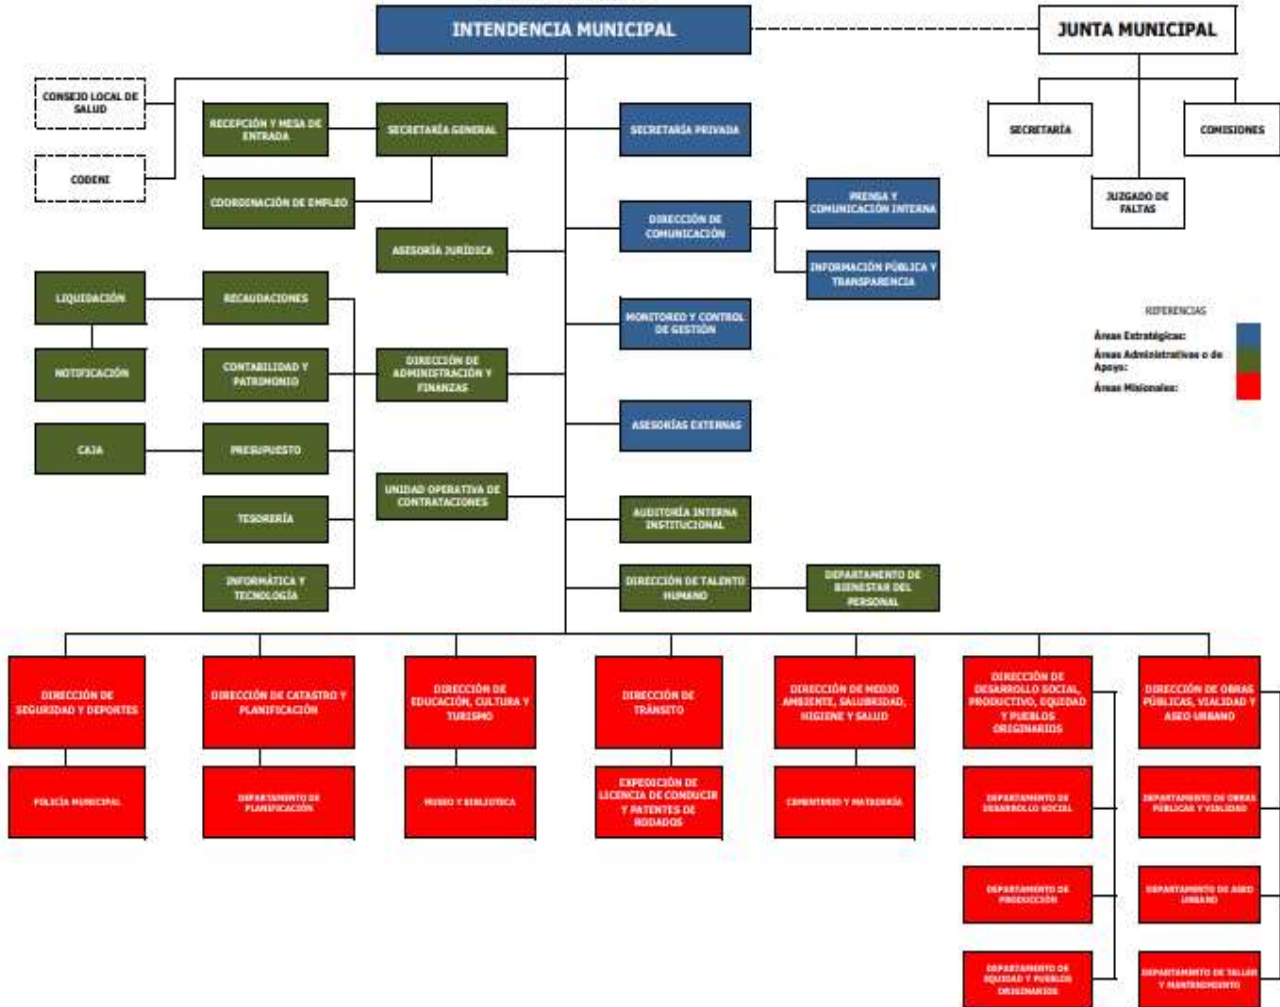 INTENDENCIA MUNICIPAL
JUNTA MUNICIPAL
CONSEJO LOCAL DE
SALUD
CODENI
RECEPCIÓN Y MESA DE
ENTRADA
SECRETARÍA GENERAL
COORDINACIÓN DE EMPLEO
ASESORÍA JURÍDICA
SECRETARÍA PRIVADA
DIRECCIÓN DE
COMUNICACIÓN
PRENSA Y
COMUNICACIÓN INTERNA
INFORMACIÓN PÚBLICA Y
TRANSPARENCIA
SECRETARÍA
COMISIONES
JUZGADO DE
FALTAS
LIQUIDACIÓN
RECAUDACIONES
NOTIFICACIÓN
CONTABILIDAD Y
PATRIMONIO
DIRECCIÓN DE
ADMINISTRACIÓN Y
FINANZAS
MONITOREO Y CONTROL
DE GESTIÓN
REFERENCIAS
Áreas Estratégicas:
Áreas Administrativas o de
Apoyo:
Áreas Misionales:
CAJA
PRESUPUESTO
ASESORÍAS EXTERNAS
UNIDAD OPERATIVA DE
CONTRATACIONES
TESORERÍA
AUDITORÍA INTERNA
INSTITUCIONAL
INFORMÁTICA Y
TECNOLOGÍA
DIRECCIÓN DE TALENTO
HUMANO
DEPARTAMENTO DE
BIENESTAR DEL
PERSONAL
DIRECCIÓN DE
SEGURIDAD Y DEPORTES
DIRECCIÓN DE CATASTRO Y
PLANIFICACIÓN
DIRECCIÓN DE
EDUCACIÓN, CULTURA Y
TURISMO
DIRECCIÓN DE
TRÁNSITO
DIRECCIÓN DE MEDIO
AMBIENTE, SALUBRIDAD,
HIGIENE Y SALUD
DIRECCIÓN DE
DESARROLLO SOCIAL,
PRODUCTIVO, EQUIDAD
Y PUEBLOS
ORIGINARIOS
DIRECCIÓN DE OBRAS
PÚBLICAS, VIALIDAD Y
ASEO URBANO
POLICÍA MUNICIPAL
DEPARTAMENTO DE
PLANIFICACIÓN
MUSEO Y BIBLIOTECA
EXPEDICIÓN DE
LICENCIA DE CONDUCIR
Y PATENTES DE
RODADOS
CEMENTERIO Y MATADERÍA
DEPARTAMENTO DE
DESARROLLO SOCIAL
DEPARTAMENTO DE OBRAS
PÚBLICAS Y VIALIDAD
DEPARTAMENTO DE
PRODUCCIÓN
DEPARTAMENTO DE ASEO
URBANO
DEPARTAMENTO DE
EQUIDAD Y PUEBLOS
ORIGINARIOS
DEPARTAMENTO DE TALLER
Y MANTENIMIENTO